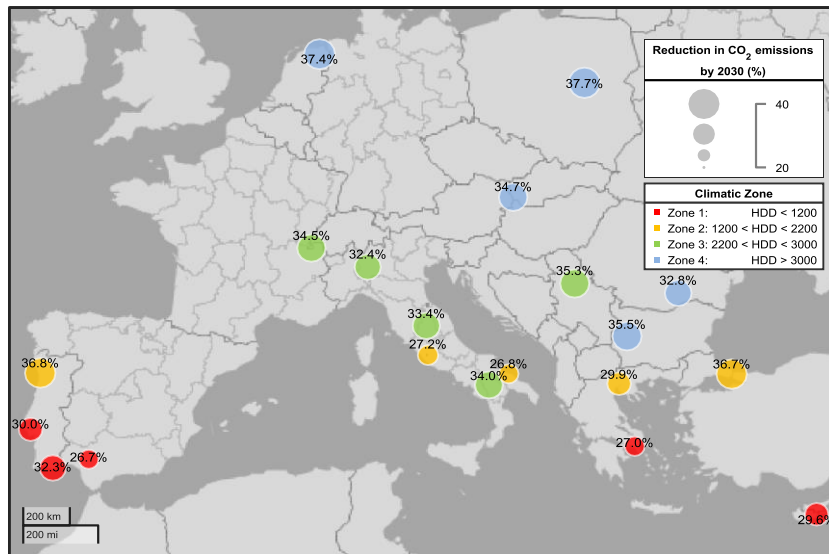 37.4%
37.7%
Reduction in CO2 emissions
by 2030 (%)
40
20
34.7%
Climatic Zone
Zone 1: HDD < 1200
Zone 2: 1200 < HDD < 2200
Zone 3: 2200 < HDD < 3000
Zone 4: HDD > 3000
34.5%
32.4%
35.3%
32.8%
33.4%
27.2%
35.5%
36.8%
26.8%
34.0%
29.9%
36.7%
30.0%
32.3%
26.7%
27.0%
29.6%
200 km
200 mi